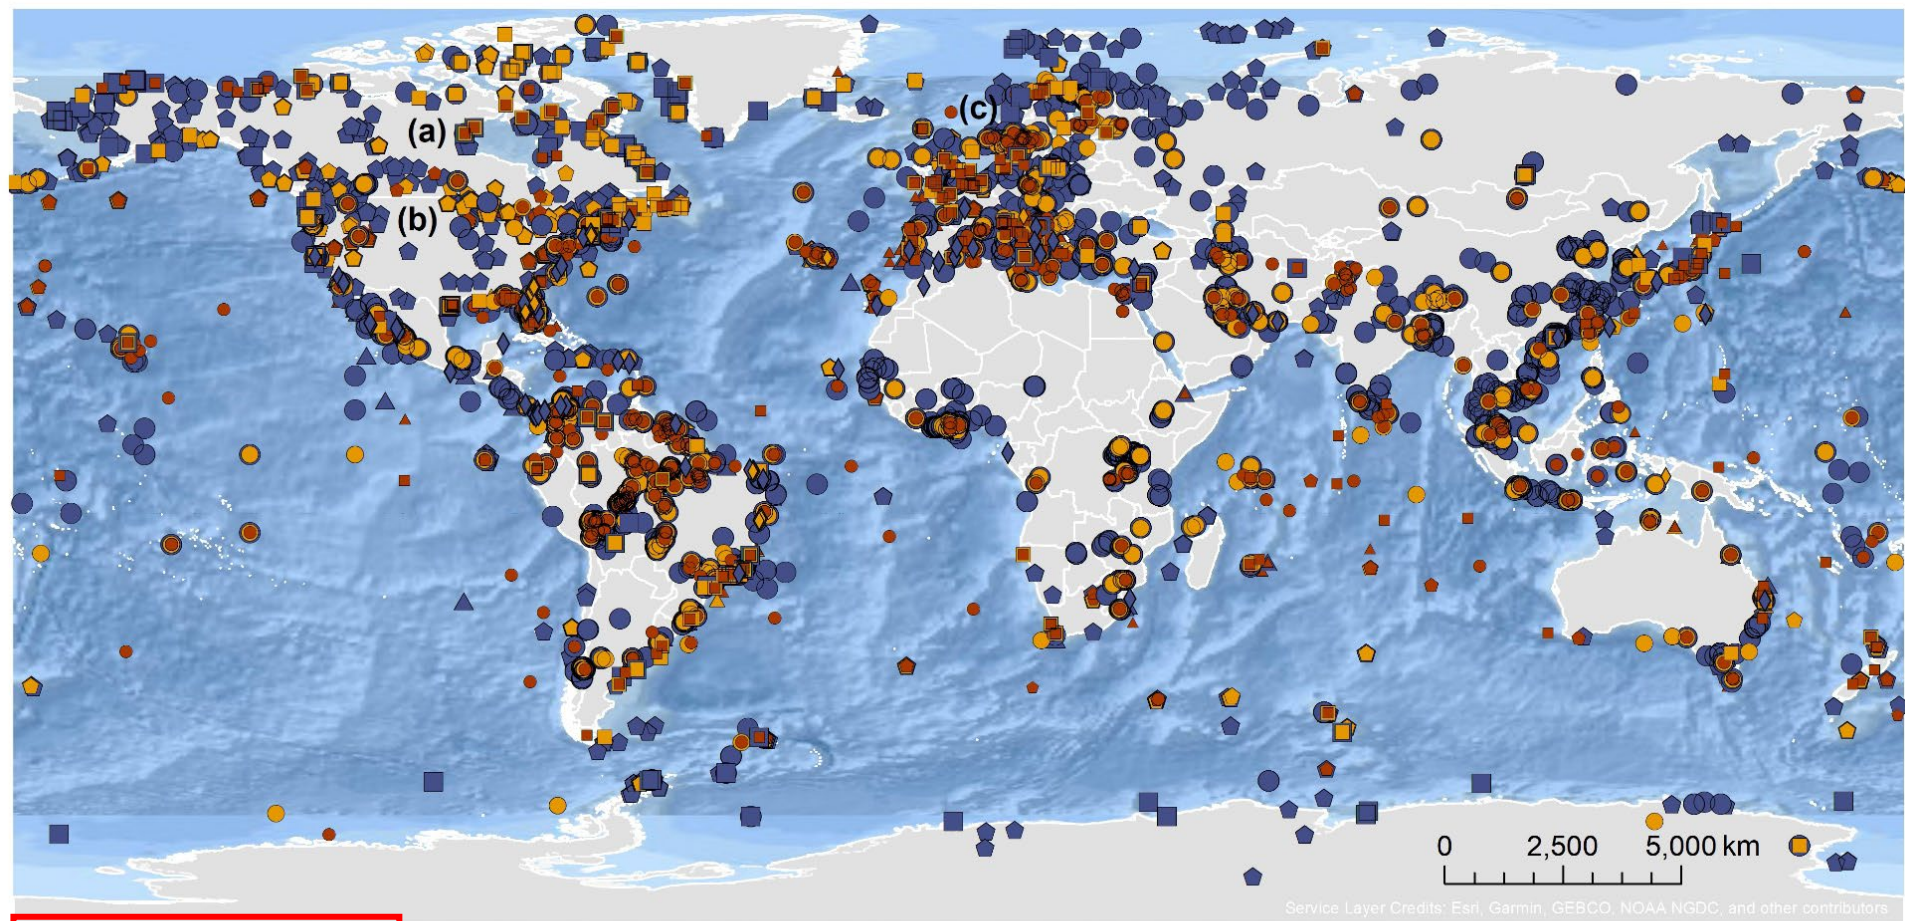 (c)
(a)
(b)
0 2,500 5,000 km
Service Layer Credits: Esri, Garmin, GEBCO, NOAA NGDC, and other contributors